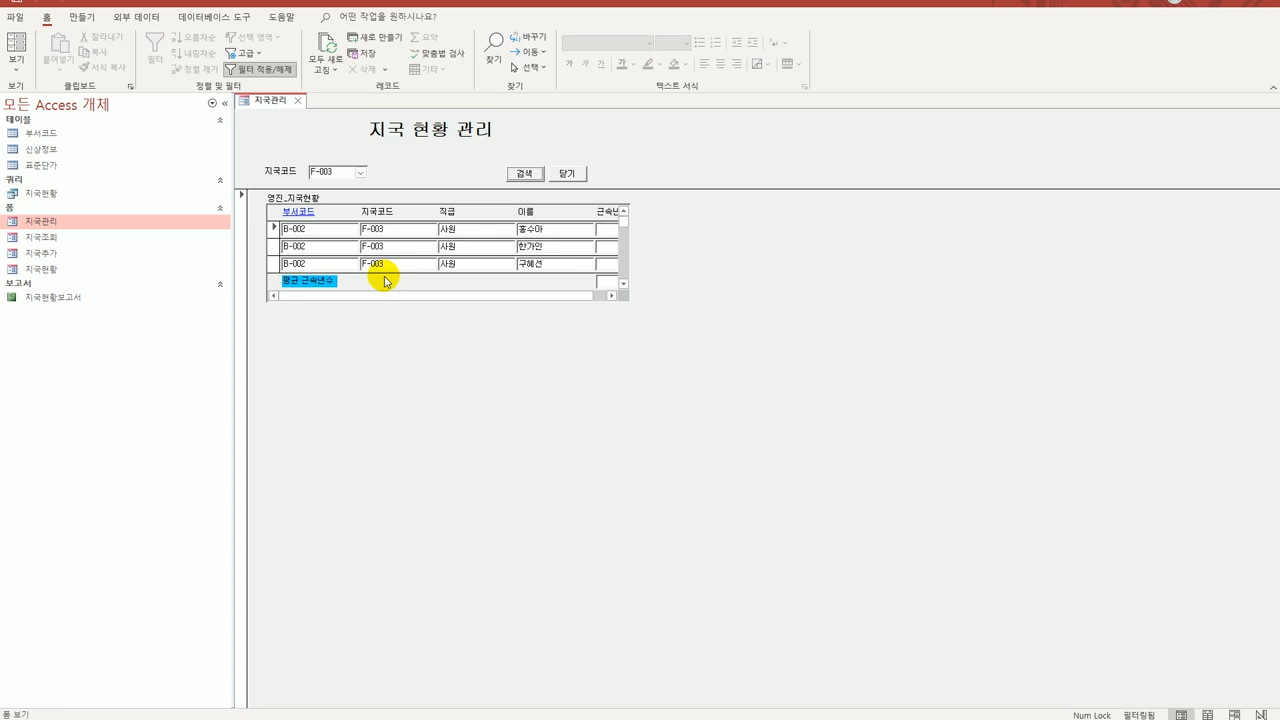 파일 홈 만들기 외부 데이터 데이터베이스 도구 도움말 어떤 작업을 원하시나요?
보기
붙여넣기
잘라내기
복사
서식 복사
필터
오름차순
내림차순
정렬 제거
선택 영역
고급
필터 적용/해제
모두 새로
고침
새로 만들기
저장
삭제
요약
맞춤법 검사
기타
찾기
바꾸기
이동
선택
가 가 가 가
보기 클립보드 정렬 및 필터 레코드 찾기 텍스트 서식
모든 Access 개체
테이블
부서코드
신상정보
표준단가
쿼리
지국현황
폼
지국관리
지국조회
지국추가
지국현황
보고서
지국현황보고서
지국관리
지국 현황 관리
지국코드 F-003 검색 닫기
영진_지국현황
부서코드 지국코드 직급 이름 근속년
B-002 F-003 사원 홍수아
B-002 F-003 사원 한가인
B-002 F-003 사원 구혜선
평균 근속년수
폼 보기 Num Lock 필터링됨